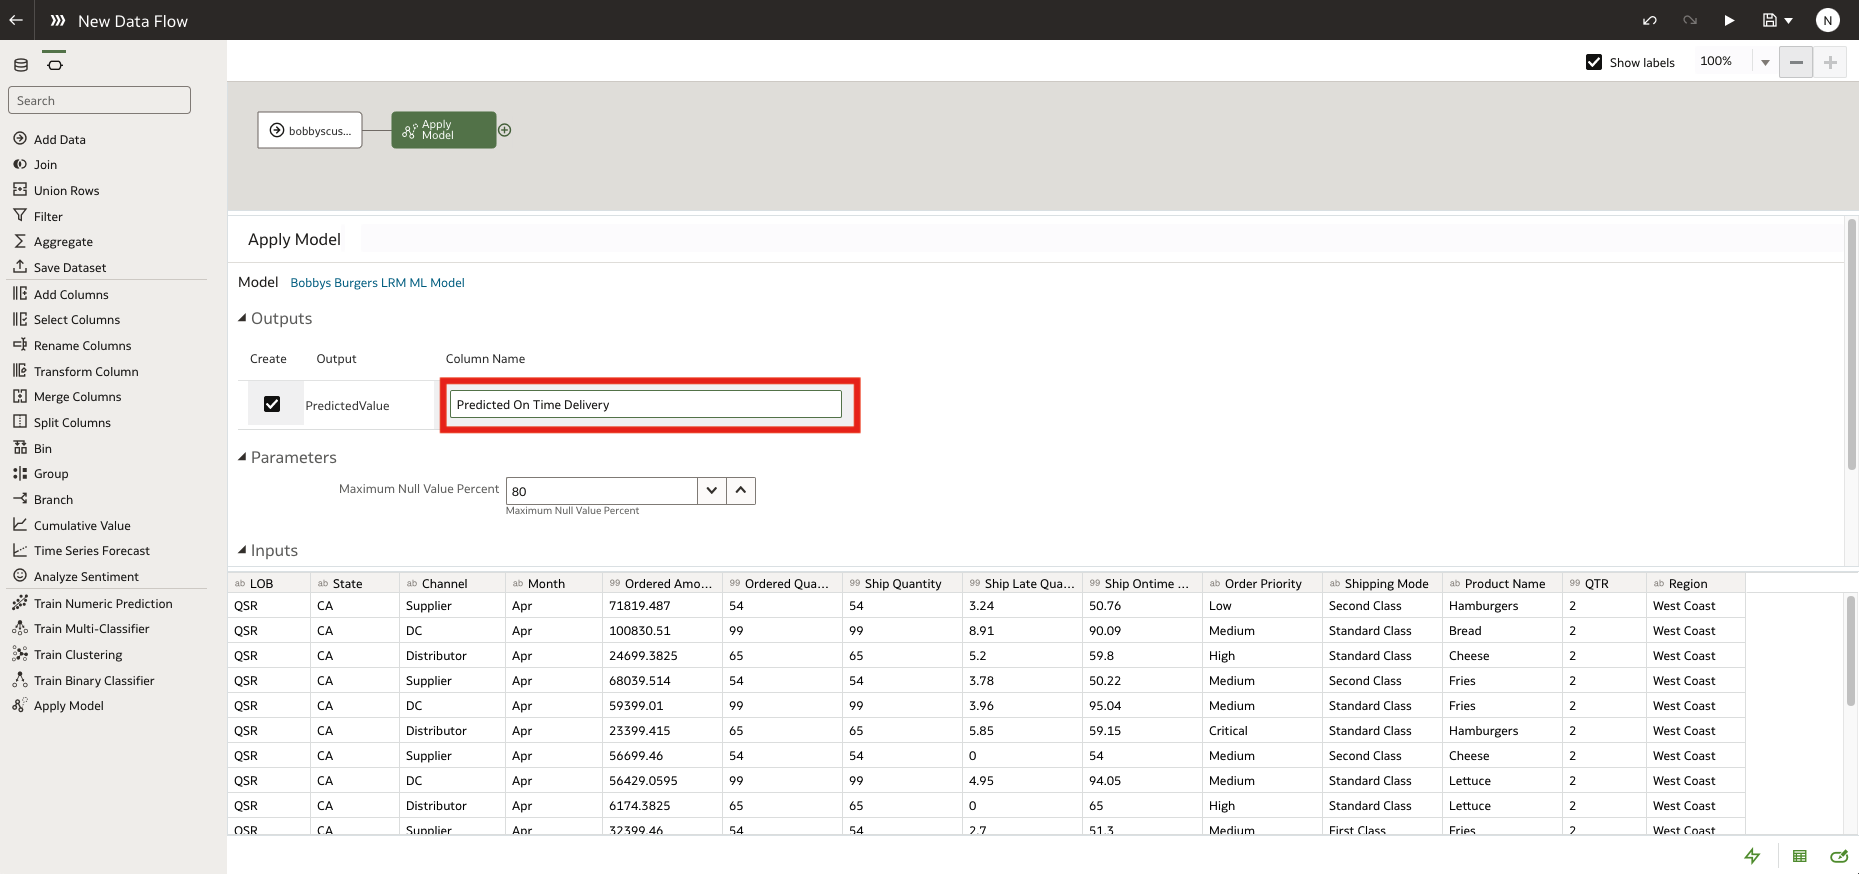 New Data Flow
N
Show labels
100%
Search
Add Data
Join
Union Rows
Filter
Aggregate
Save Dataset
Add Columns
Select Columns
Rename Columns
Transform Column
Merge Columns
Split Columns
Bin
Group
Branch
Cumulative Value
Time Series Forecast
Analyze Sentiment
Train Numeric Prediction
Train Multi-Classifier
Train Clustering
Train Binary Classifier
Apply Model
bobbyscus...
Apply
Model
Apply Model
Model Bobbys Burgers LRM ML Model
Outputs
Create Output Column Name
PredictedValue Predicted On Time Delivery
Parameters
Maximum Null Value Percent 80
Maximum Null Value Percent
Inputs
ab LOB ab State ab Channel ab Month 99 Ordered Amo... 99 Ordered Qua... 99 Ship Quantity 99 Ship Late Qua... 99 Ship Ontime ... ab Order Priority ab Shipping Mode ab Product Name 99 QTR ab Region
QSR CA Supplier Apr 71819.487 54 54 3.24 50.76 Low Second Class Hamburgers 2 West Coast
QSR CA DC Apr 100830.51 99 99 8.91 90.09 Medium Standard Class Bread 2 West Coast
QSR CA Distributor Apr 24699.3825 65 65 5.2 59.8 High Standard Class Cheese 2 West Coast
QSR CA Supplier Apr 68039.514 54 54 3.78 50.22 Medium Second Class Fries 2 West Coast
QSR CA DC Apr 59399.01 99 99 3.96 95.04 Medium Standard Class Fries 2 West Coast
QSR CA Distributor Apr 23399.415 65 65 5.85 59.15 Critical Standard Class Hamburgers 2 West Coast
QSR CA Supplier Apr 56699.46 54 54 0 54 Medium Second Class Cheese 2 West Coast
QSR CA DC Apr 56429.0595 99 99 4.95 94.05 Medium Standard Class Lettuce 2 West Coast
QSR CA Distributor Apr 6174.3825 65 65 0 65 High Standard Class Lettuce 2 West Coast
QSR CA Supplier Apr 32399.46 54 54 2.7 51.3 Medium First Class Fries 2 West Coast